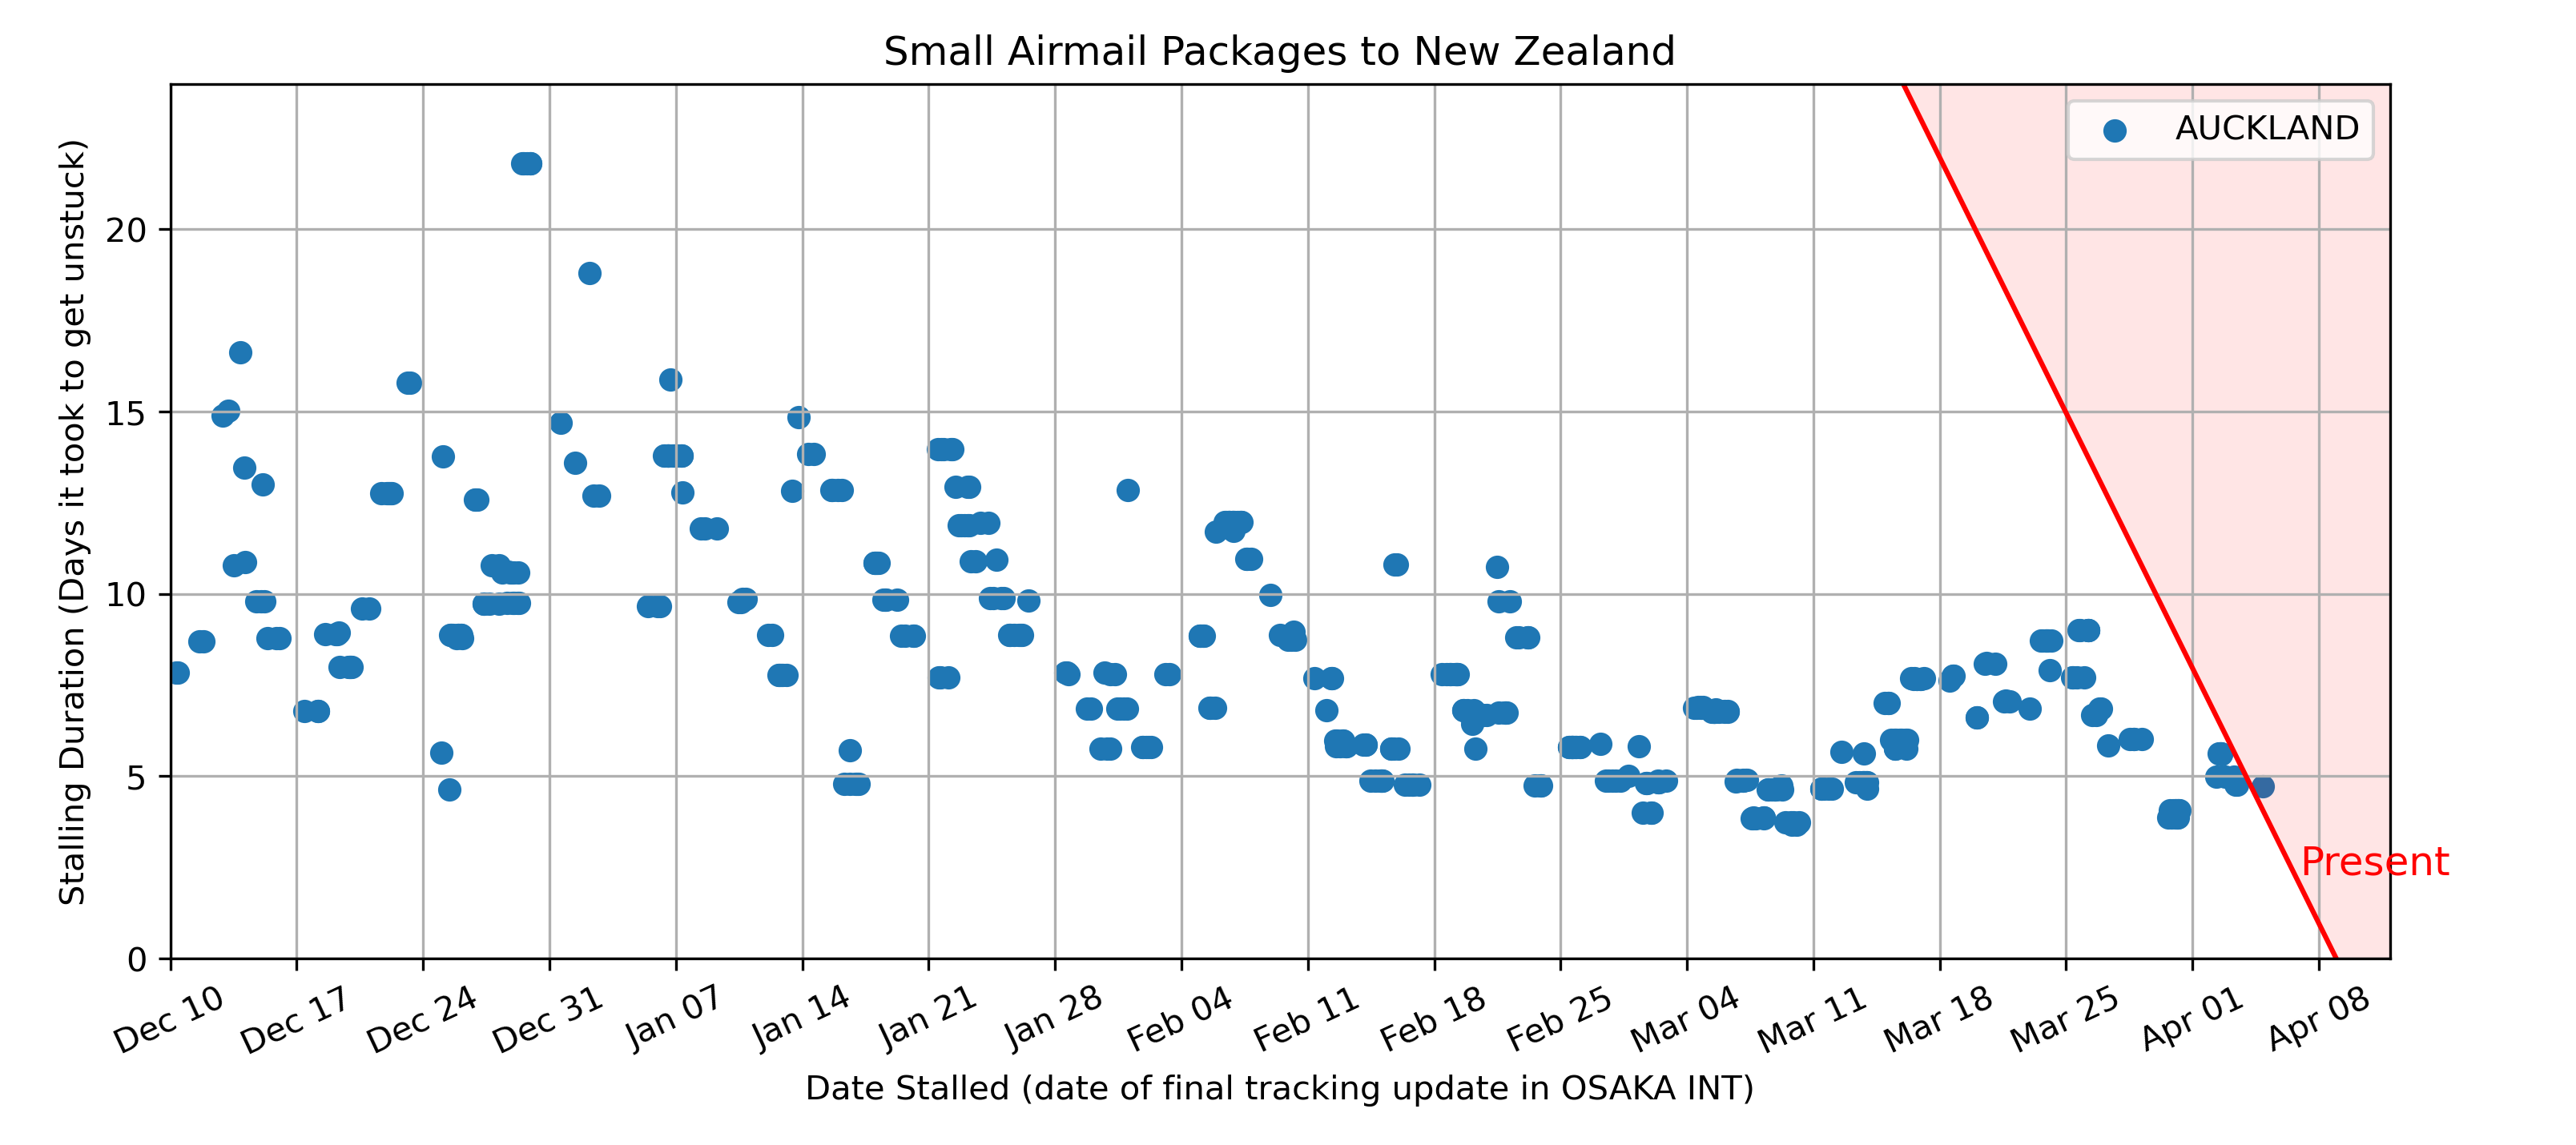 Small Airmail Packages to New Zealand
AUCKLAND
Stalling Duration (Days it took to get unstuck)
20
15
10
5
0
Present
Dec 10
Dec 17
Dec 24
Dec 31
Jan 07
Jan 14
Jan 21
Jan 28
Feb 04
Feb 11
Feb 18
Feb 25
Mar 04
Mar 11
Mar 18
Mar 25
Apr 01
Apr 08
Date Stalled (date of final tracking update in OSAKA INT)